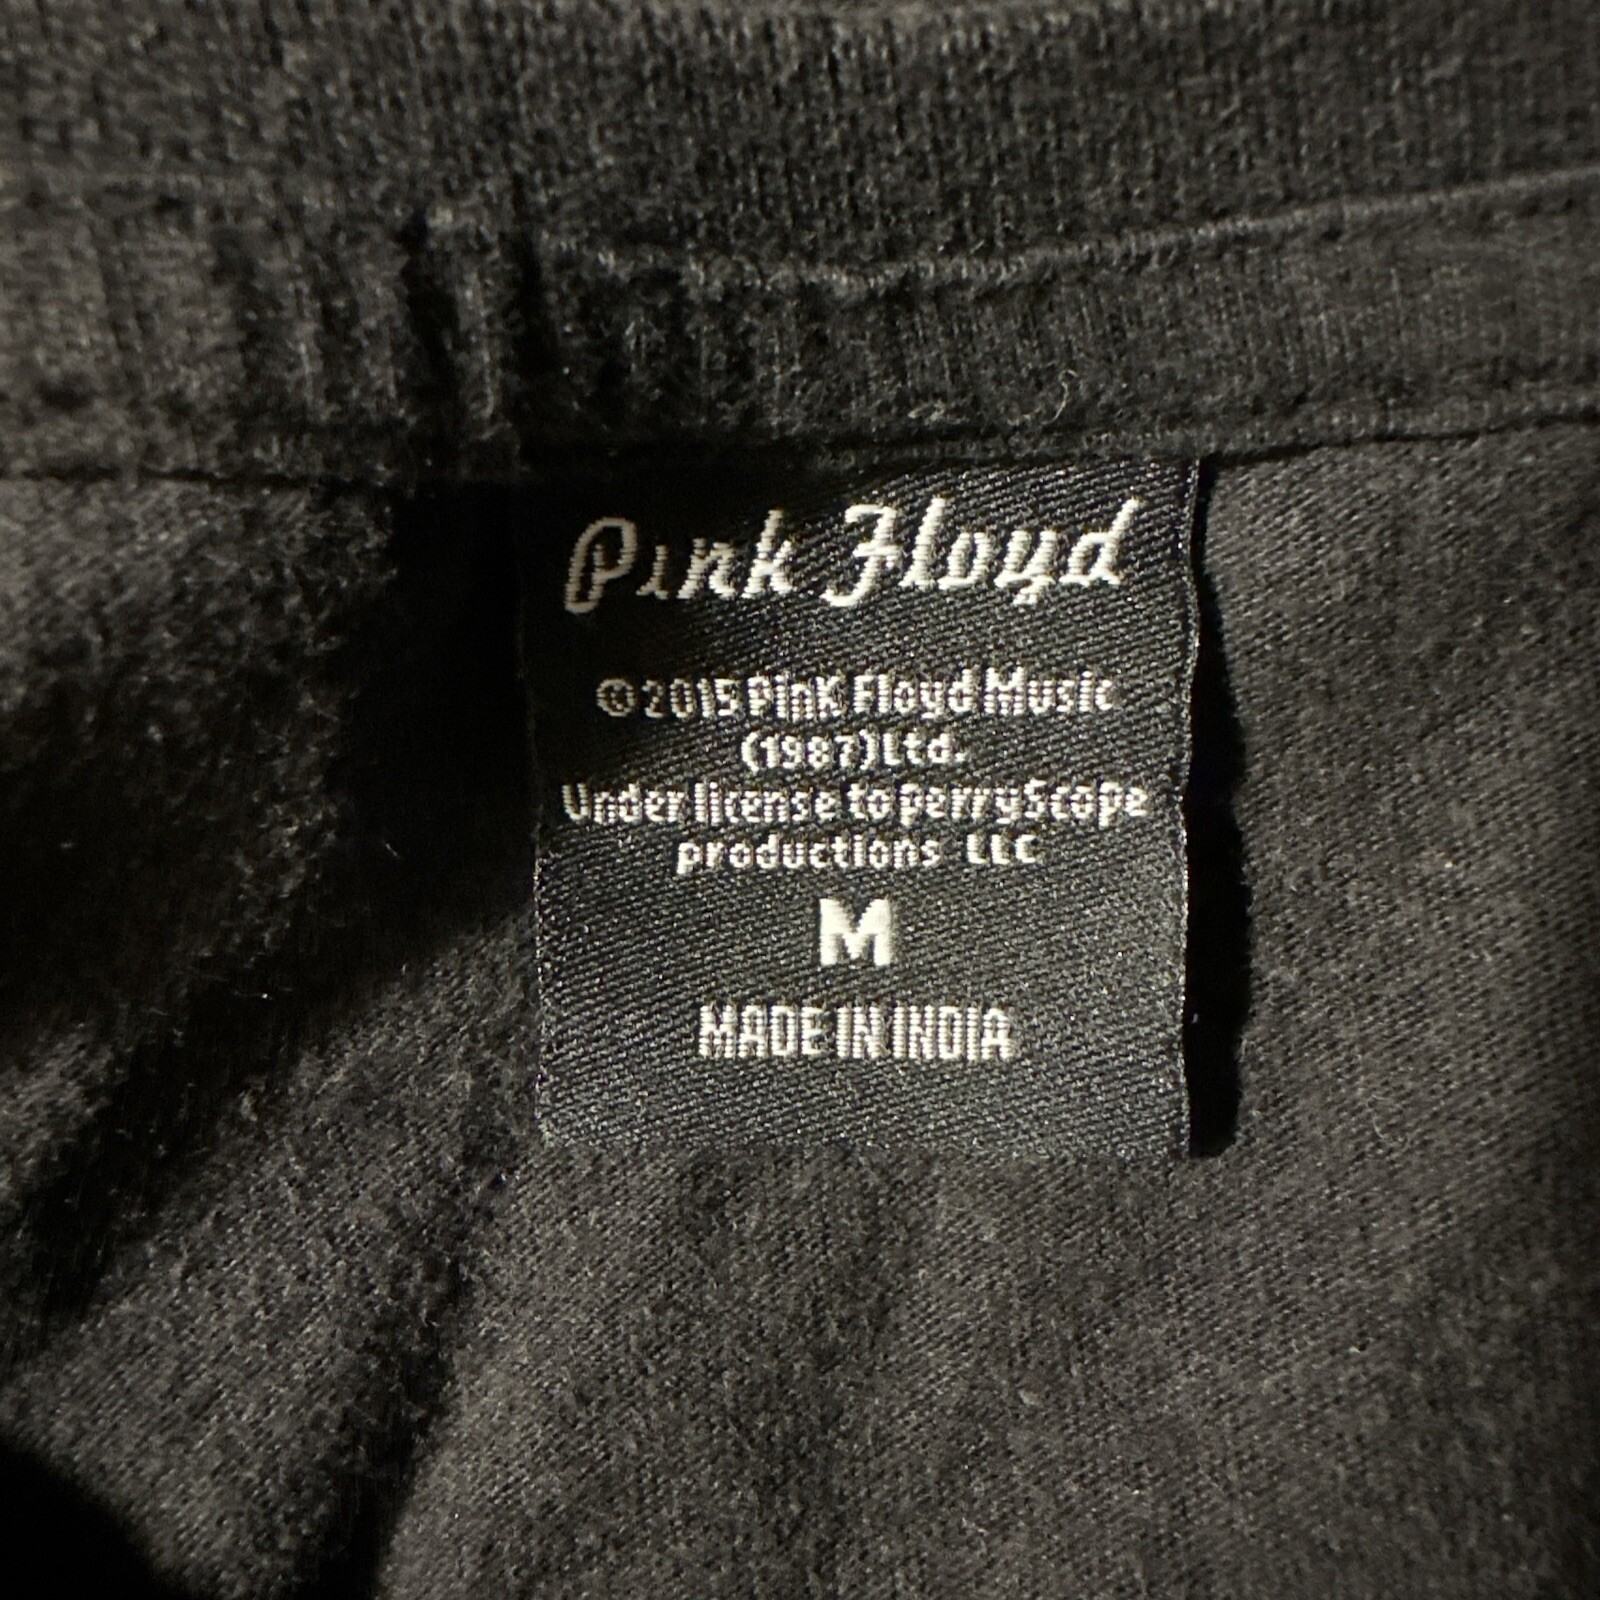 Pink Floyd
©2015 Pink Floyd Music
(1987)Ltd.
Under license to perryScope
productions LLC
M
MADE IN INDIA